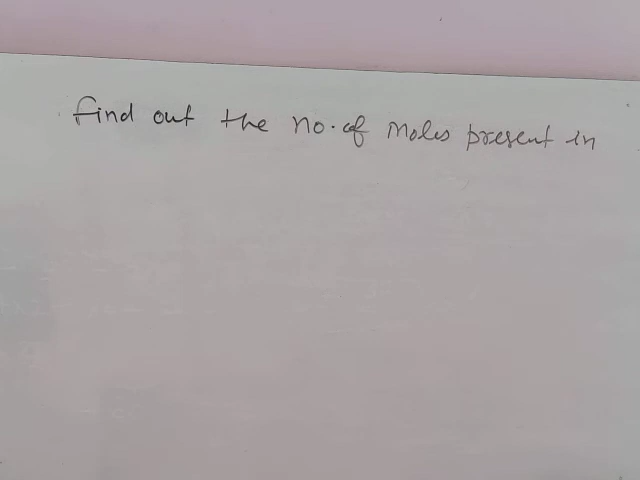 find out the no. of moles present in